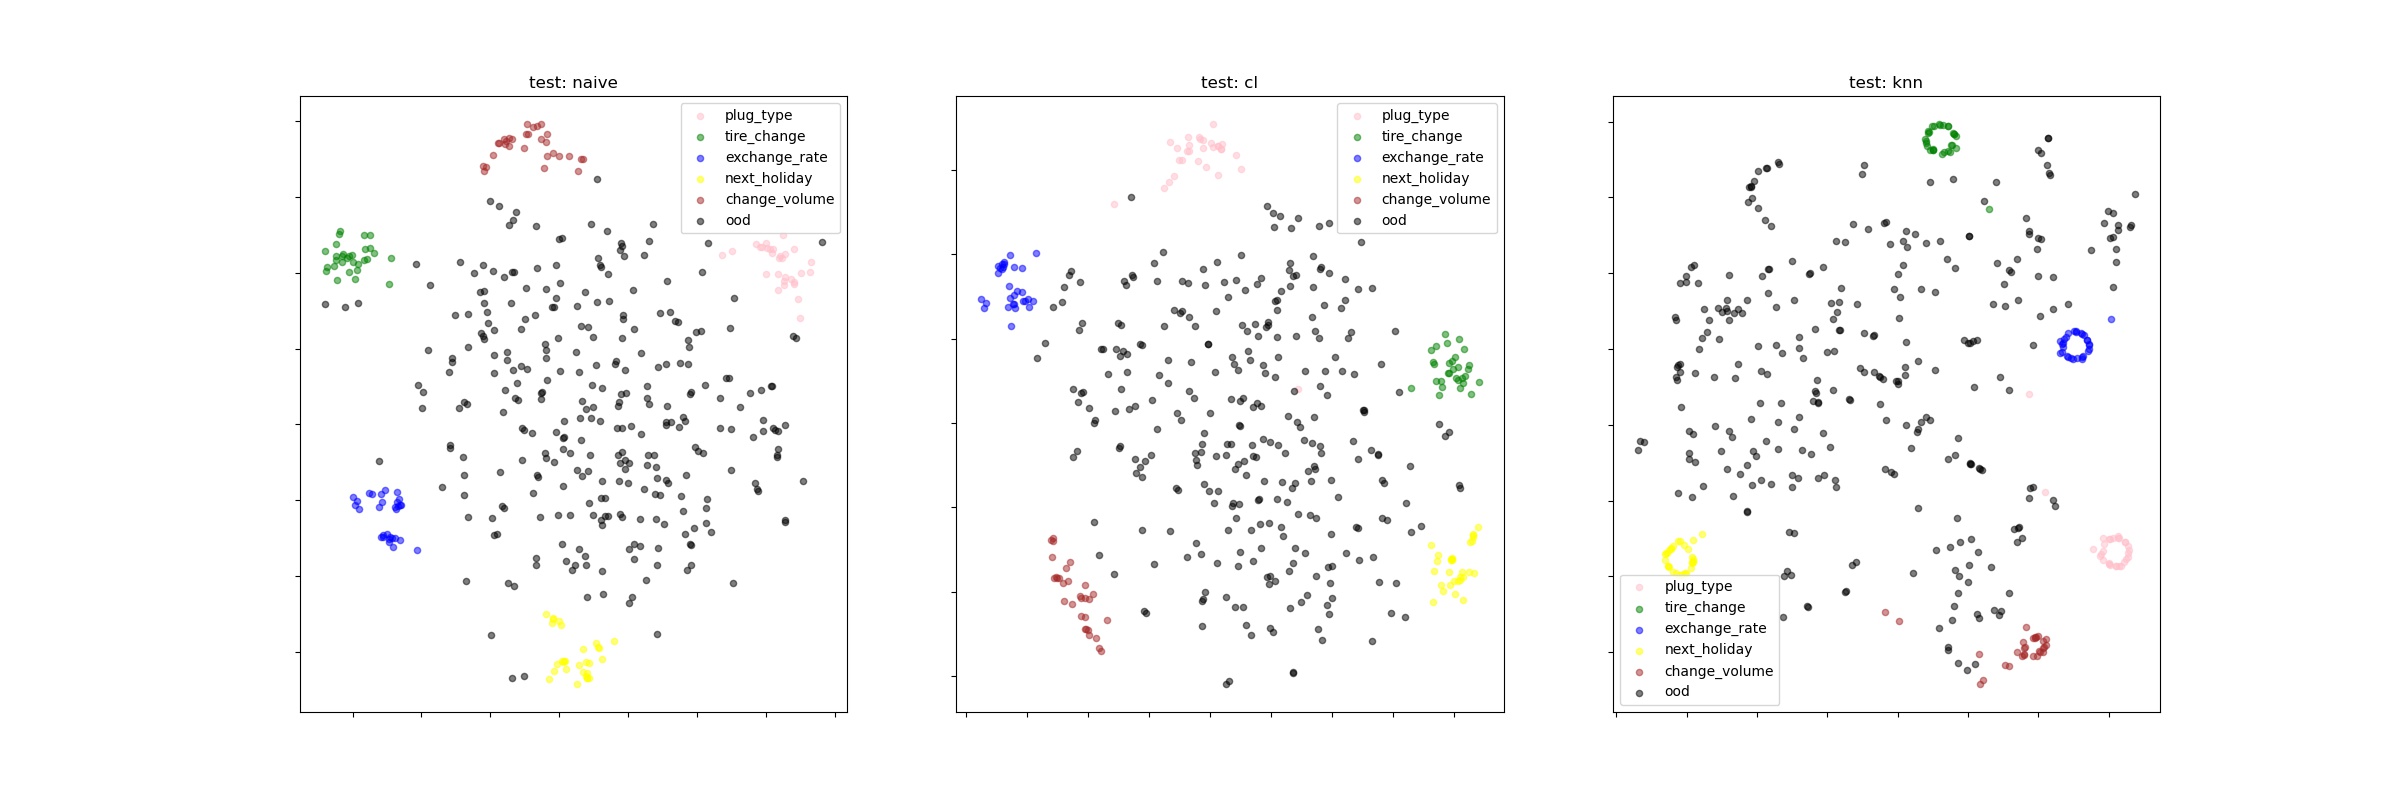 test: naive
plug_type
tire_change
exchange_rate
next_holiday
change_volume
ood
test: cl
plug_type
tire_change
exchange_rate
next_holiday
change_volume
ood
test: knn
plug_type
tire_change
exchange_rate
next_holiday
change_volume
ood